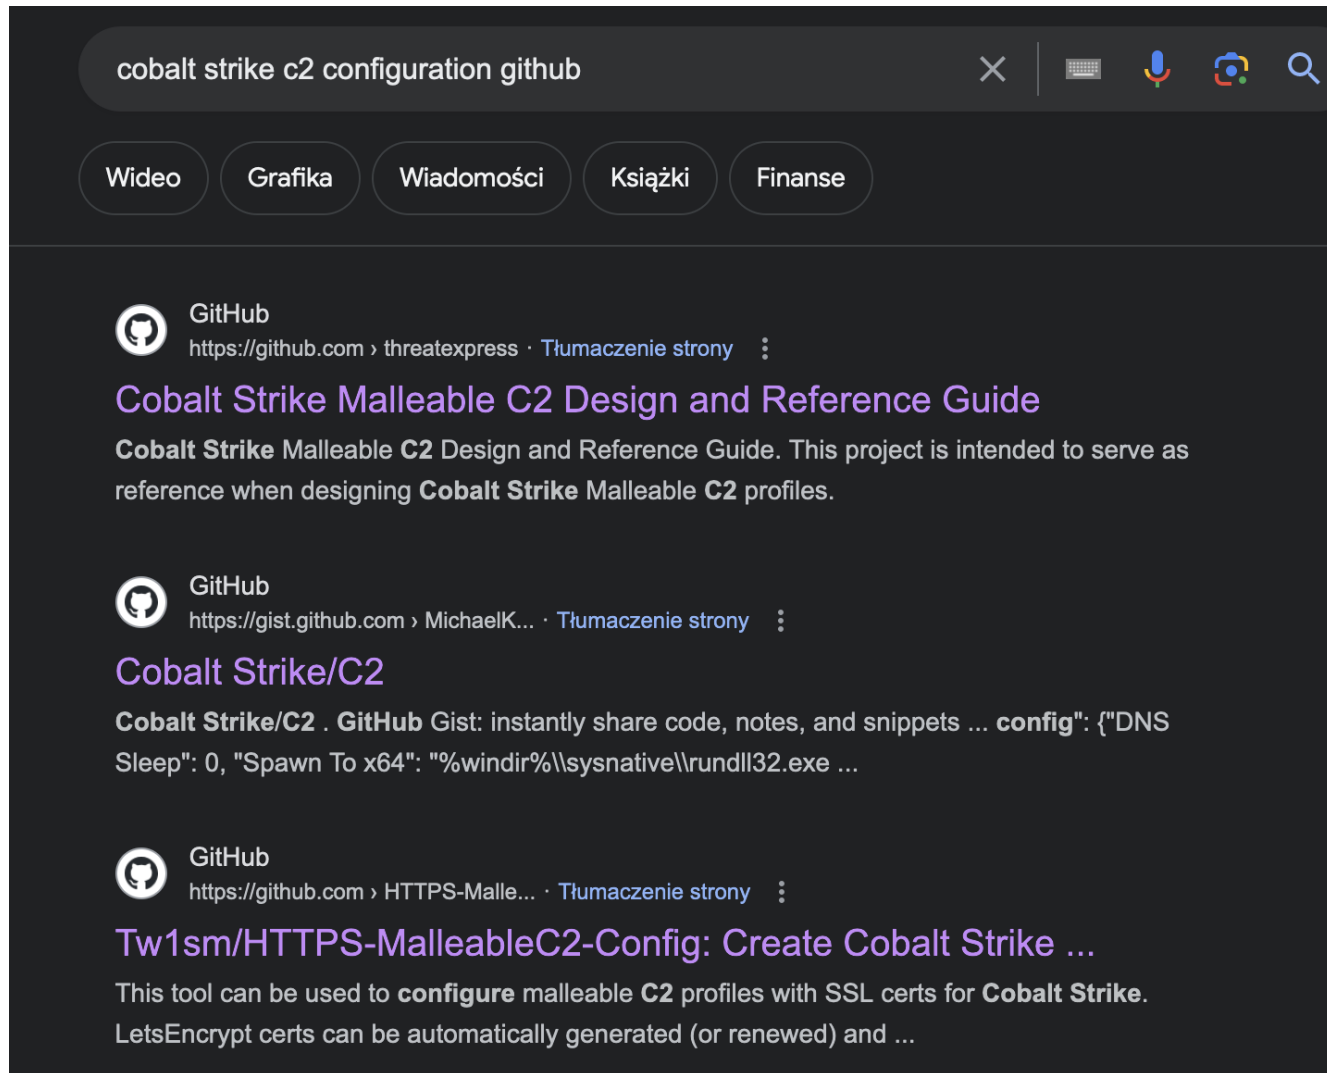 cobalt strike c2 configuration github
Wideo Grafika Wiadomości Książki Finanse
GitHub
https://github.com › threatexpress · Tłumaczenie strony
Cobalt Strike Malleable C2 Design and Reference Guide
Cobalt Strike Malleable C2 Design and Reference Guide. This project is intended to serve as
reference when designing Cobalt Strike Malleable C2 profiles.
GitHub
https://gist.github.com › MichaelK... · Tłumaczenie strony
Cobalt Strike/C2
Cobalt Strike/C2 . GitHub Gist: instantly share code, notes, and snippets ... config": {"DNS
Sleep": 0, "Spawn To x64": "%windir%\\sysnative\\rundll32.exe ...
GitHub
https://github.com › HTTPS-Malle... · Tłumaczenie strony
Tw1sm/HTTPS-MalleableC2-Config: Create Cobalt Strike ...
This tool can be used to configure malleable C2 profiles with SSL certs for Cobalt Strike.
LetsEncrypt certs can be automatically generated (or renewed) and ...